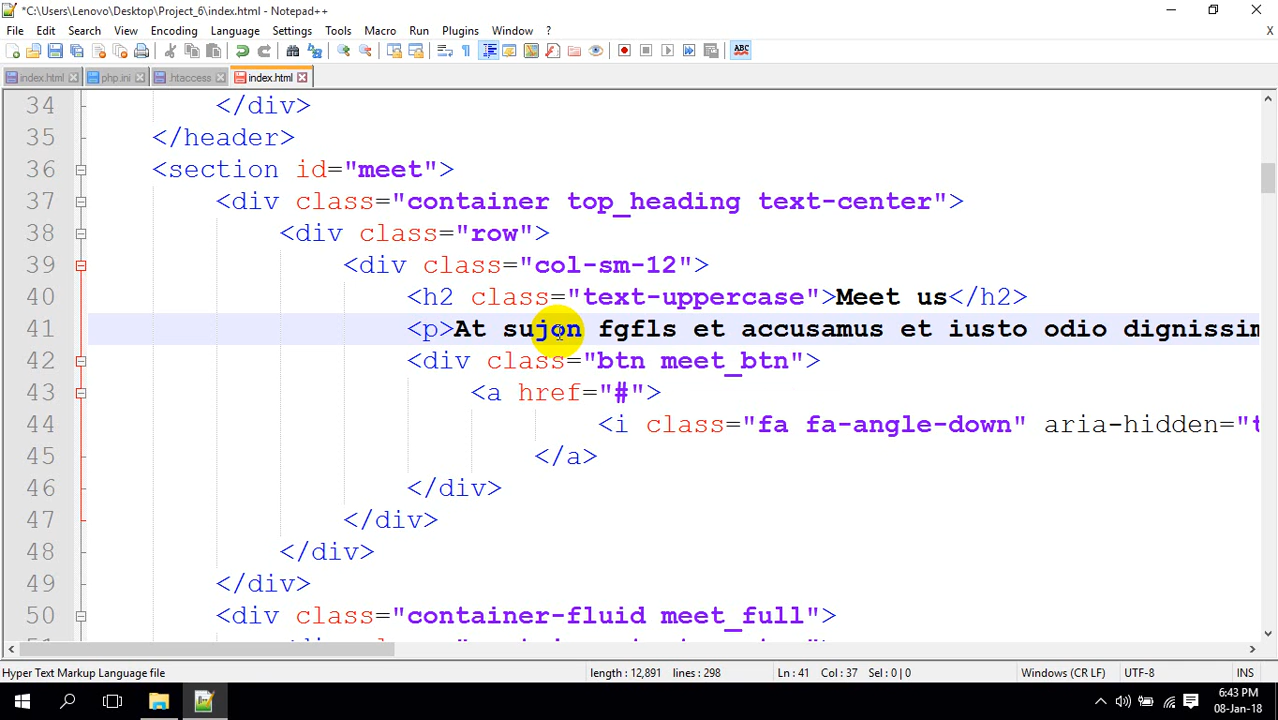 *C:\Users\Lenovo\Desktop\Project_6\index.html - Notepad++
File Edit Search View Encoding Language Settings Tools Macro Run Plugins Window ? X
ABC
index.html php.ini .htaccess index.html
34 </div>
35 </header>
36 <section id="meet">
37 <div class="container top_heading text-center">
38 <div class="row">
39 <div class="col-sm-12">
40 <h2 class="text-uppercase">Meet us</h2>
41 <p>At sujon fgfls et accusamus et iusto odio dignissim
42 <div class="btn meet_btn">
43 <a href="#">
44 <i class="fa fa-angle-down" aria-hidden="t
45 </a>
46 </div>
47 </div>
48 </div>
49 </div>
50 <div class="container-fluid meet_full">
Hyper Text Markup Language file length : 12,891 lines : 298 Ln : 41 Col : 37 Sel : 0 | 0 Windows (CR LF) UTF-8 INS
6:43 PM
08-Jan-18